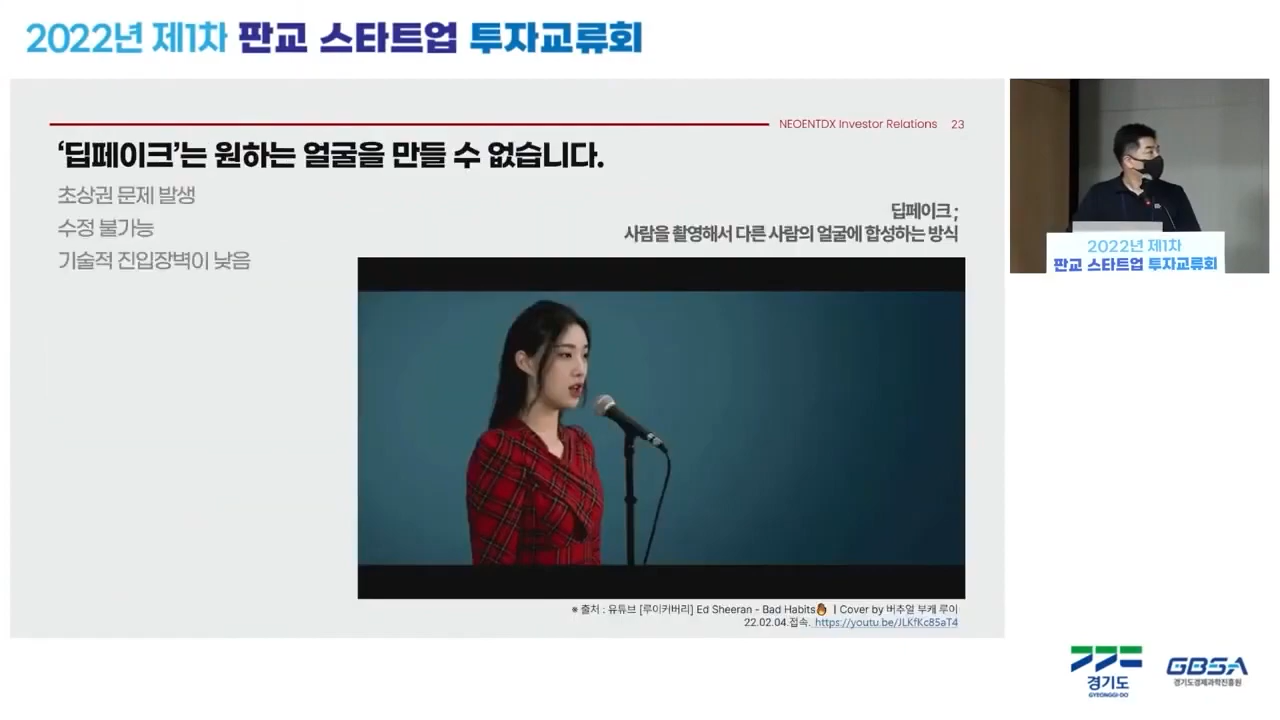 2022년 제1차 판교 스타트업 투자교류회
NEOENTDX Investor Relations 23
‘딥페이크’는 원하는 얼굴을 만들 수 없습니다.
초상권 문제 발생
수정 불가능
기술적 진입장벽이 낮음
딥페이크 ;
사람을 촬영해서 다른 사람의 얼굴에 합성하는 방식
※ 출처 : 유튜브 [루이커버리] Ed Sheeran - Bad Habits🔥 ㅣCover by 버추얼 부캐 루이
22.02.04.접속. https://youtu.be/JLKfKc85aT4
2022년 제1차
판교 스타트업 투자교류회
경기도
GYEONGGI-DO
GBSA
경기도경제과학진흥원